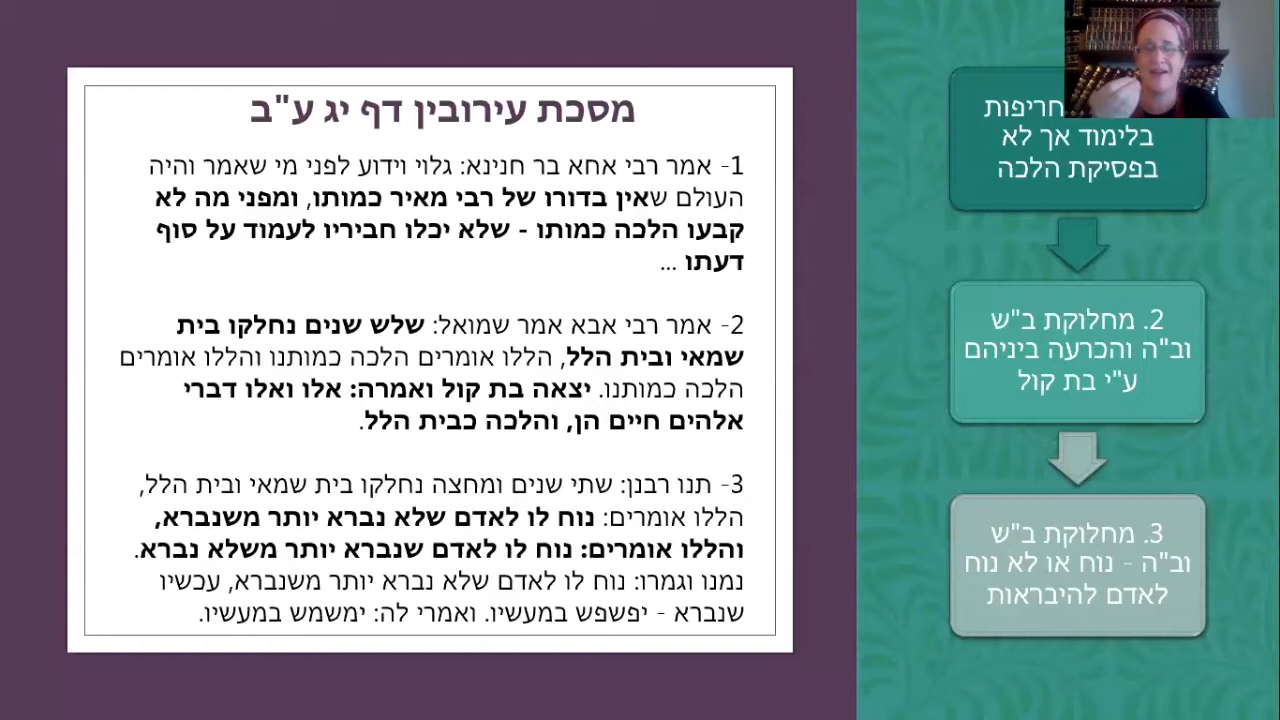 מסכת עירובין דף יג ע"ב
1- אמר רבי אחא בר חנינא: גלוי וידוע לפני מי שאמר והיה
העולם שאין בדורו של רבי מאיר כמותו, ומפני מה לא
קבעו הלכה כמותו - שלא יכלו חביריו לעמוד על סוף
דעתו ...
2- אמר רבי אבא אמר שמואל: שלש שנים נחלקו בית
שמאי ובית הלל, הללו אומרים הלכה כמותנו והללו אומרים
הלכה כמותנו. יצאה בת קול ואמרה: אלו ואלו דברי
אלהים חיים הן, והלכה כבית הלל.
3- תנו רבנן: שתי שנים ומחצה נחלקו בית שמאי ובית הלל,
הללו אומרים: נוח לו לאדם שלא נברא יותר משנברא,
והללו אומרים: נוח לו לאדם שנברא יותר משלא נברא.
נמנו וגמרו: נוח לו לאדם שלא נברא יותר משנברא, עכשיו
שנברא - יפשפש במעשיו. ואמרי לה: ימשמש במעשיו.
חריפות
בלימוד אך לא
בפסיקת הלכה
2. מחלוקת ב"ש
וב"ה והכרעה ביניהם
ע"י בת קול
3. מחלוקת ב"ש
וב"ה - נוח או לא נוח
לאדם להיבראות